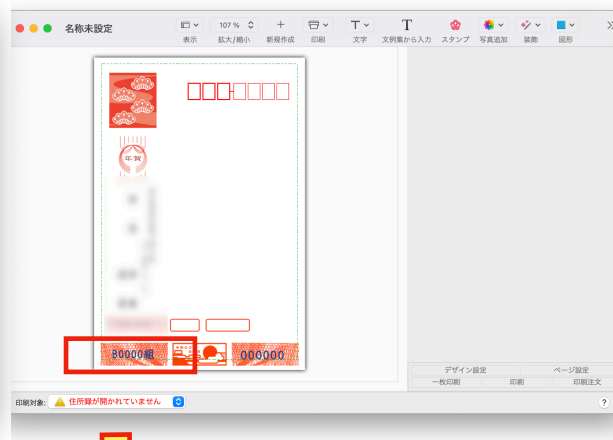 名称未設定
107 %
表示
拡大/縮小
新規作成
印刷
文字
文例集から入力
スタンプ
写真追加
装飾
図形
年賀
B0000組
000000
デザイン設定
ページ設定
一枚印刷
印刷
印刷注文
印刷対象:
住所録が開かれていません
?